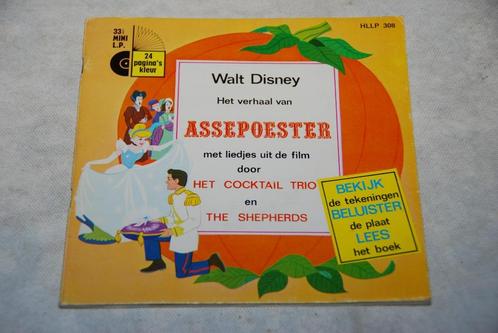 33⅓
MINI
L.P.
24
pagina's
kleur
HLLP 308
Walt Disney
Het verhaal van
ASSEPOESTER
met liedjes uit de film
door
HET COCKTAIL TRIO
en
THE SHEPHERDS
BEKIJK
de tekeningen
BELUISTER
de plaat
LEES
het boek